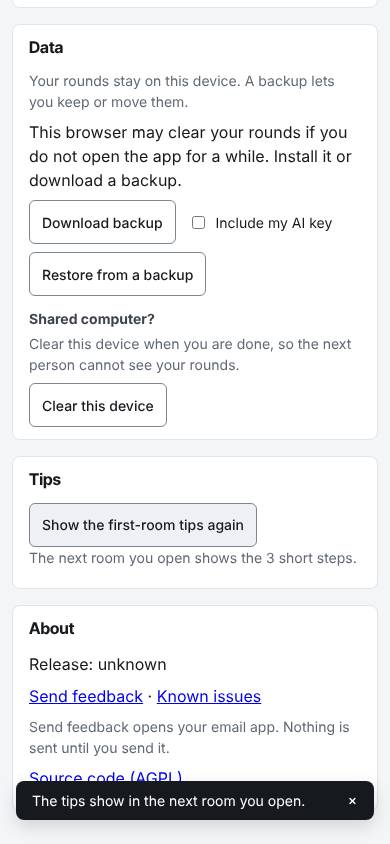 Data
Your rounds stay on this device. A backup lets
you keep or move them.
This browser may clear your rounds if you
do not open the app for a while. Install it or
download a backup.
Download backup
Include my AI key
Restore from a backup
Shared computer?
Clear this device when you are done, so the next
person cannot see your rounds.
Clear this device
Tips
Show the first-room tips again
The next room you open shows the 3 short steps.
About
Release: unknown
Send feedback · Known issues
Send feedback opens your email app. Nothing is
sent until you send it.
Source code (AGPL)
The tips show in the next room you open. ×